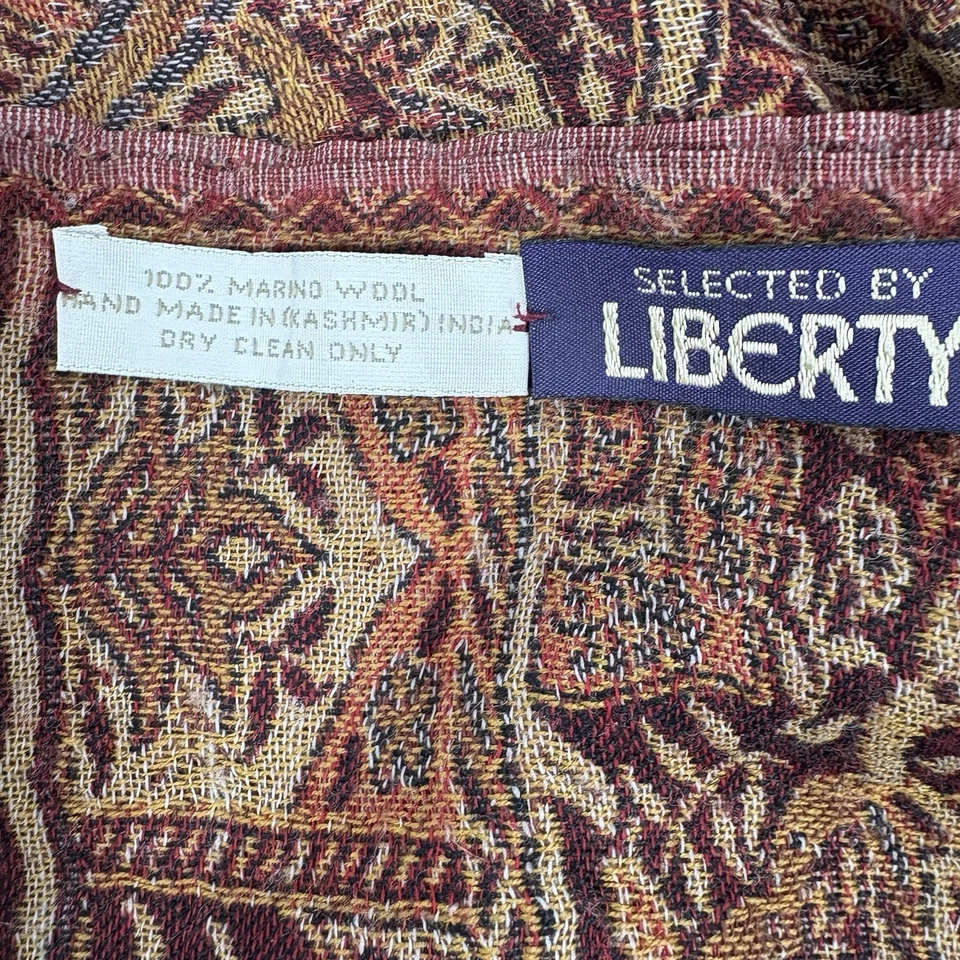 100% MARINO WOOL
HAND MADE IN (KASHMIR) INDIA
DRY CLEAN ONLY
SELECTED BY
LIBERTY